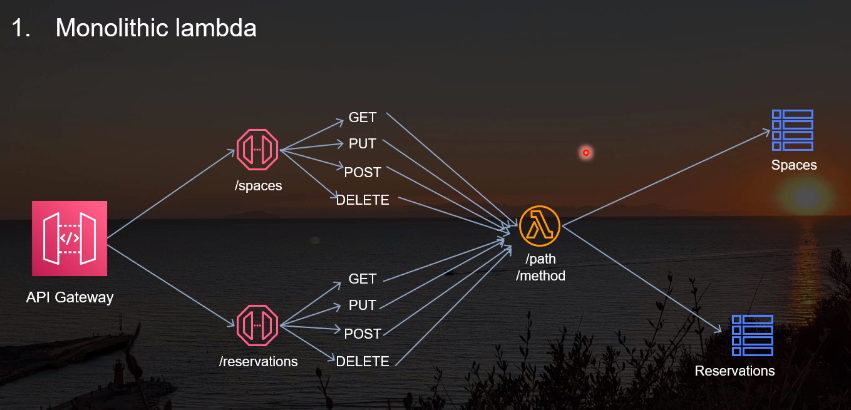 1. Monolithic lambda
GET
PUT
POST
DELETE
/spaces
Spaces
API Gateway
/path
/method
GET
PUT
POST
DELETE
/reservations
Reservations